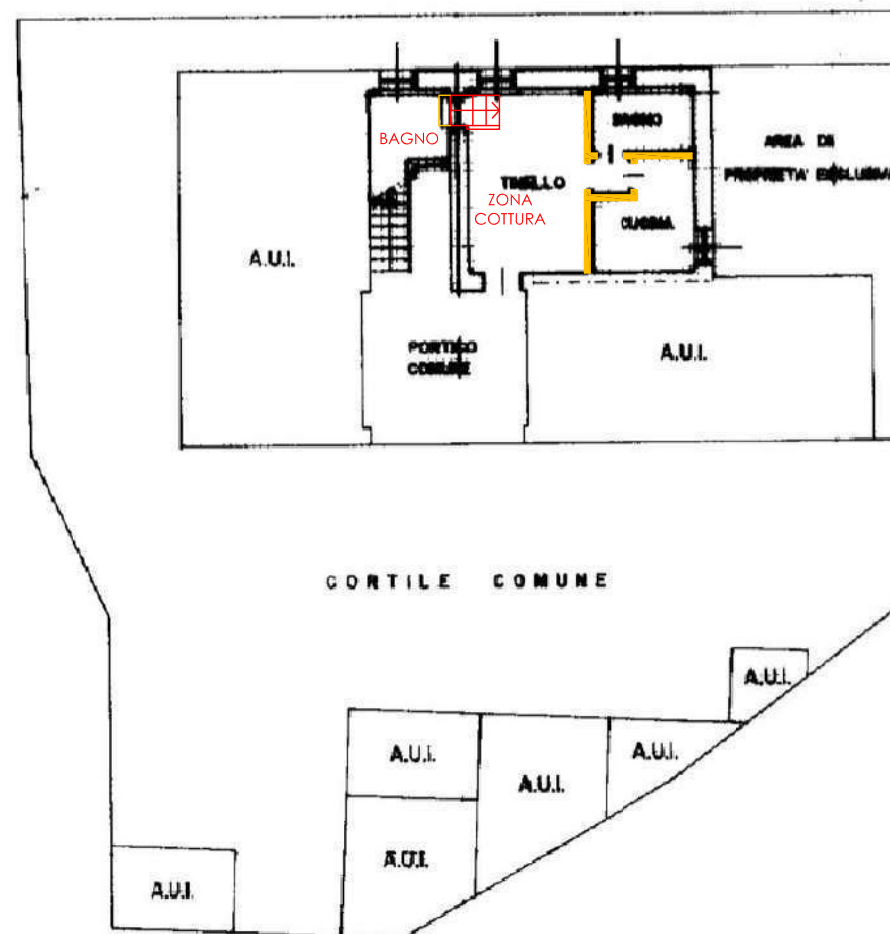 BAGNO
BAGNO
AREA DI
PROPRIETA' ESCLUSIVA
TINELLO
ZONA
COTTURA
CUCINA
A.U.I.
PORTICO
COMUNE
A.U.I.
CORTILE COMUNE
A.U.I.
A.U.I.
A.U.I.
A.U.I.
A.U.I.
A.U.I.